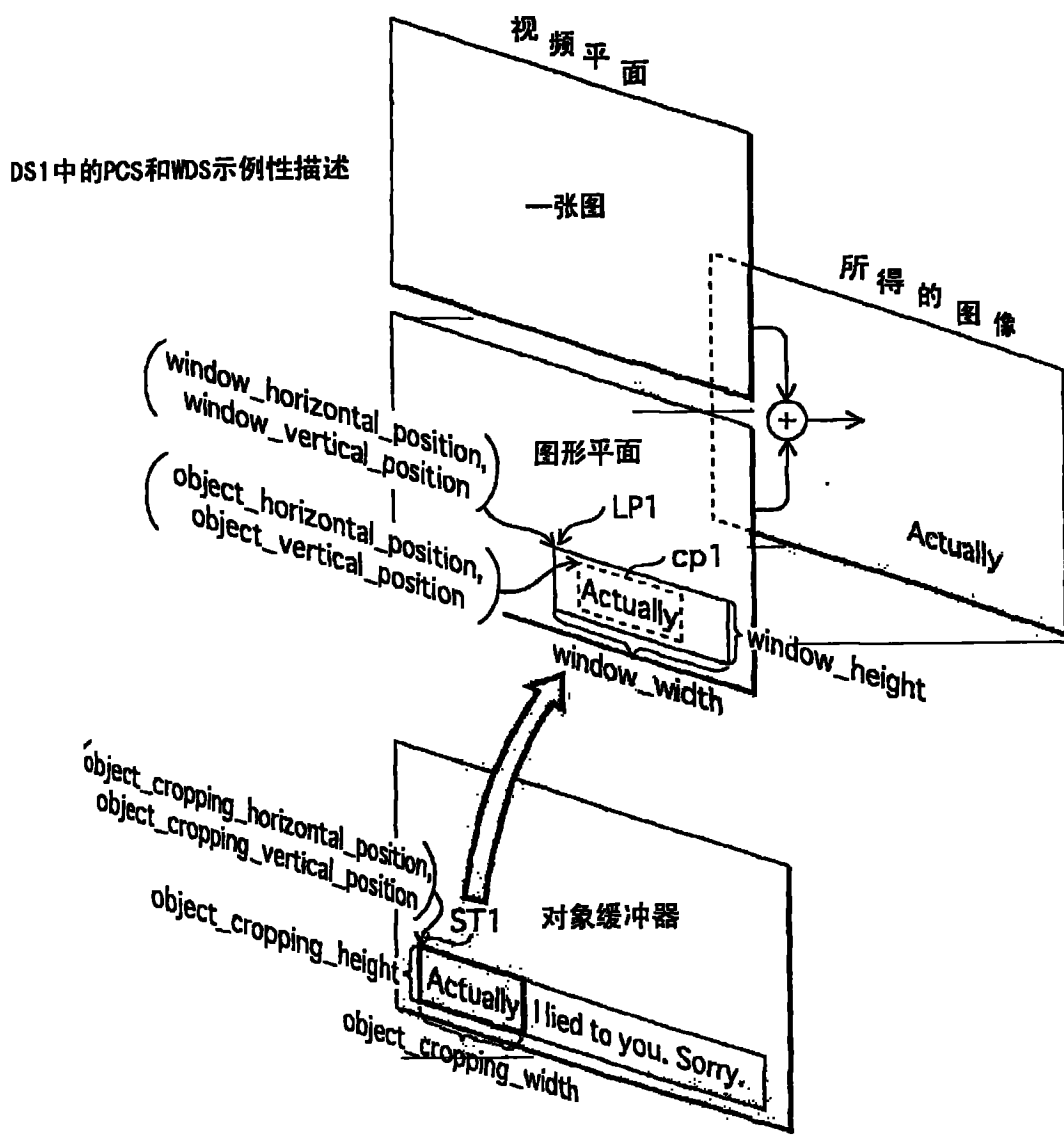 视频平面
DS1中的PCS和WDS示例性描述
一张图
所得的图像
(window_horizontal_position,
window_vertical_position)
图形平面
(object_horizontal_position,
object_vertical_position)
LP1
cp1
Actually
Actually
window_height
window_width
object_cropping_horizontal_position,
object_cropping_vertical_position)
ST1
对象缓冲器
object_cropping_height
Actually I lied to you. Sorry.
object_cropping_width